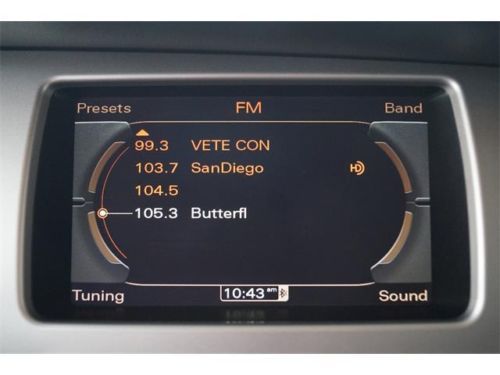 Presets FM Band
99.3 VETE CON
103.7 SanDiego HD
104.5
105.3 Butterfl
Tuning 10:43 am Sound